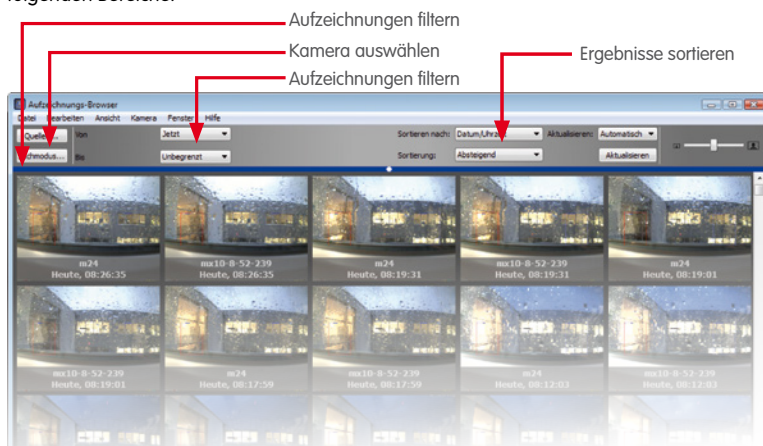 Aufzeichnungen filtern
Kamera auswählen
Aufzeichnungen filtern
Ergebnisse sortieren
Aufzeichnungs-Browser
Datei Bearbeiten Ansicht Kamera Fenster Hilfe
Von Jetzt Sortieren nach: Datum/Uhrzeit Aktualisieren: Automatisch
Bis Unbegrenzt Sortierung: Absteigend Aktualisieren
m24 mx10-8-52-239 m24 mx10-8-52-239 m24
Heute, 08:26:35 Heute, 08:26:35 Heute, 08:19:31 Heute, 08:19:31 Heute, 08:19:01
mx10-8-52-239 m24 mx10-8-52-239 m24 mx10-8-52-239
Heute, 08:19:01 Heute, 08:17:59 Heute, 08:17:59 Heute, 08:12:03 Heute, 08:12:03